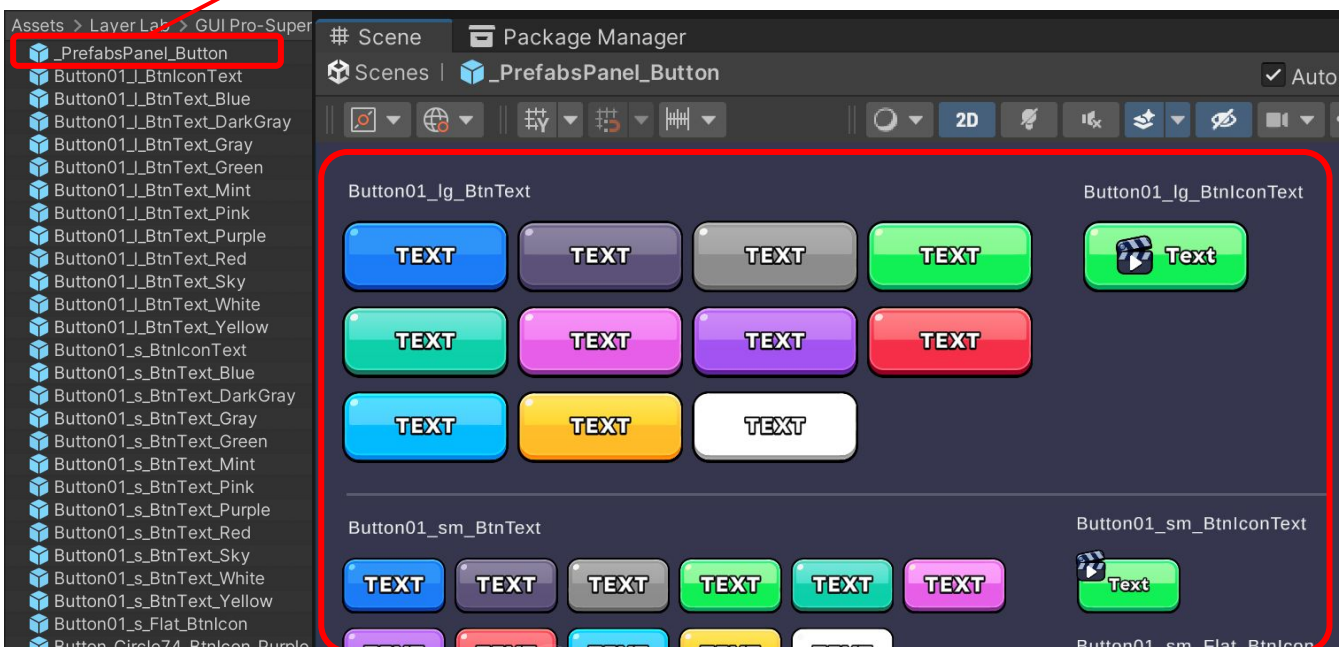 Assets > Layer Lab > GUI Pro-Super
_PrefabsPanel_Button
Button01_l_BtnIconText
Button01_l_BtnText_Blue
Button01_l_BtnText_DarkGray
Button01_l_BtnText_Gray
Button01_l_BtnText_Green
Button01_l_BtnText_Mint
Button01_l_BtnText_Pink
Button01_l_BtnText_Purple
Button01_l_BtnText_Red
Button01_l_BtnText_Sky
Button01_l_BtnText_White
Button01_l_BtnText_Yellow
Button01_s_BtnIconText
Button01_s_BtnText_Blue
Button01_s_BtnText_DarkGray
Button01_s_BtnText_Gray
Button01_s_BtnText_Green
Button01_s_BtnText_Mint
Button01_s_BtnText_Pink
Button01_s_BtnText_Purple
Button01_s_BtnText_Red
Button01_s_BtnText_Sky
Button01_s_BtnText_White
Button01_s_BtnText_Yellow
Button01_s_Flat_BtnIcon
Button_Circle74_BtnIcon_Purple
# Scene Package Manager
Scenes | _PrefabsPanel_Button Auto
2D
Button01_lg_BtnText Button01_lg_BtnIconText
TEXT TEXT TEXT TEXT Text
TEXT TEXT TEXT TEXT
TEXT TEXT TEXT
Button01_sm_BtnText Button01_sm_BtnIconText
TEXT TEXT TEXT TEXT TEXT TEXT Text
Button01_sm_Flat_BtnIcon